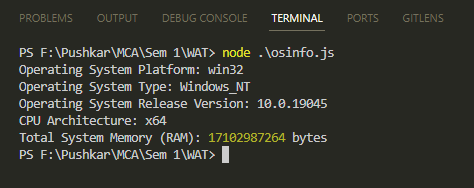 PROBLEMS OUTPUT DEBUG CONSOLE TERMINAL PORTS GITLENS
PS F:\Pushkar\MCA\Sem 1\WAT> node .\osinfo.js
Operating System Platform: win32
Operating System Type: Windows_NT
Operating System Release Version: 10.0.19045
CPU Architecture: x64
Total System Memory (RAM): 17102987264 bytes
PS F:\Pushkar\MCA\Sem 1\WAT>